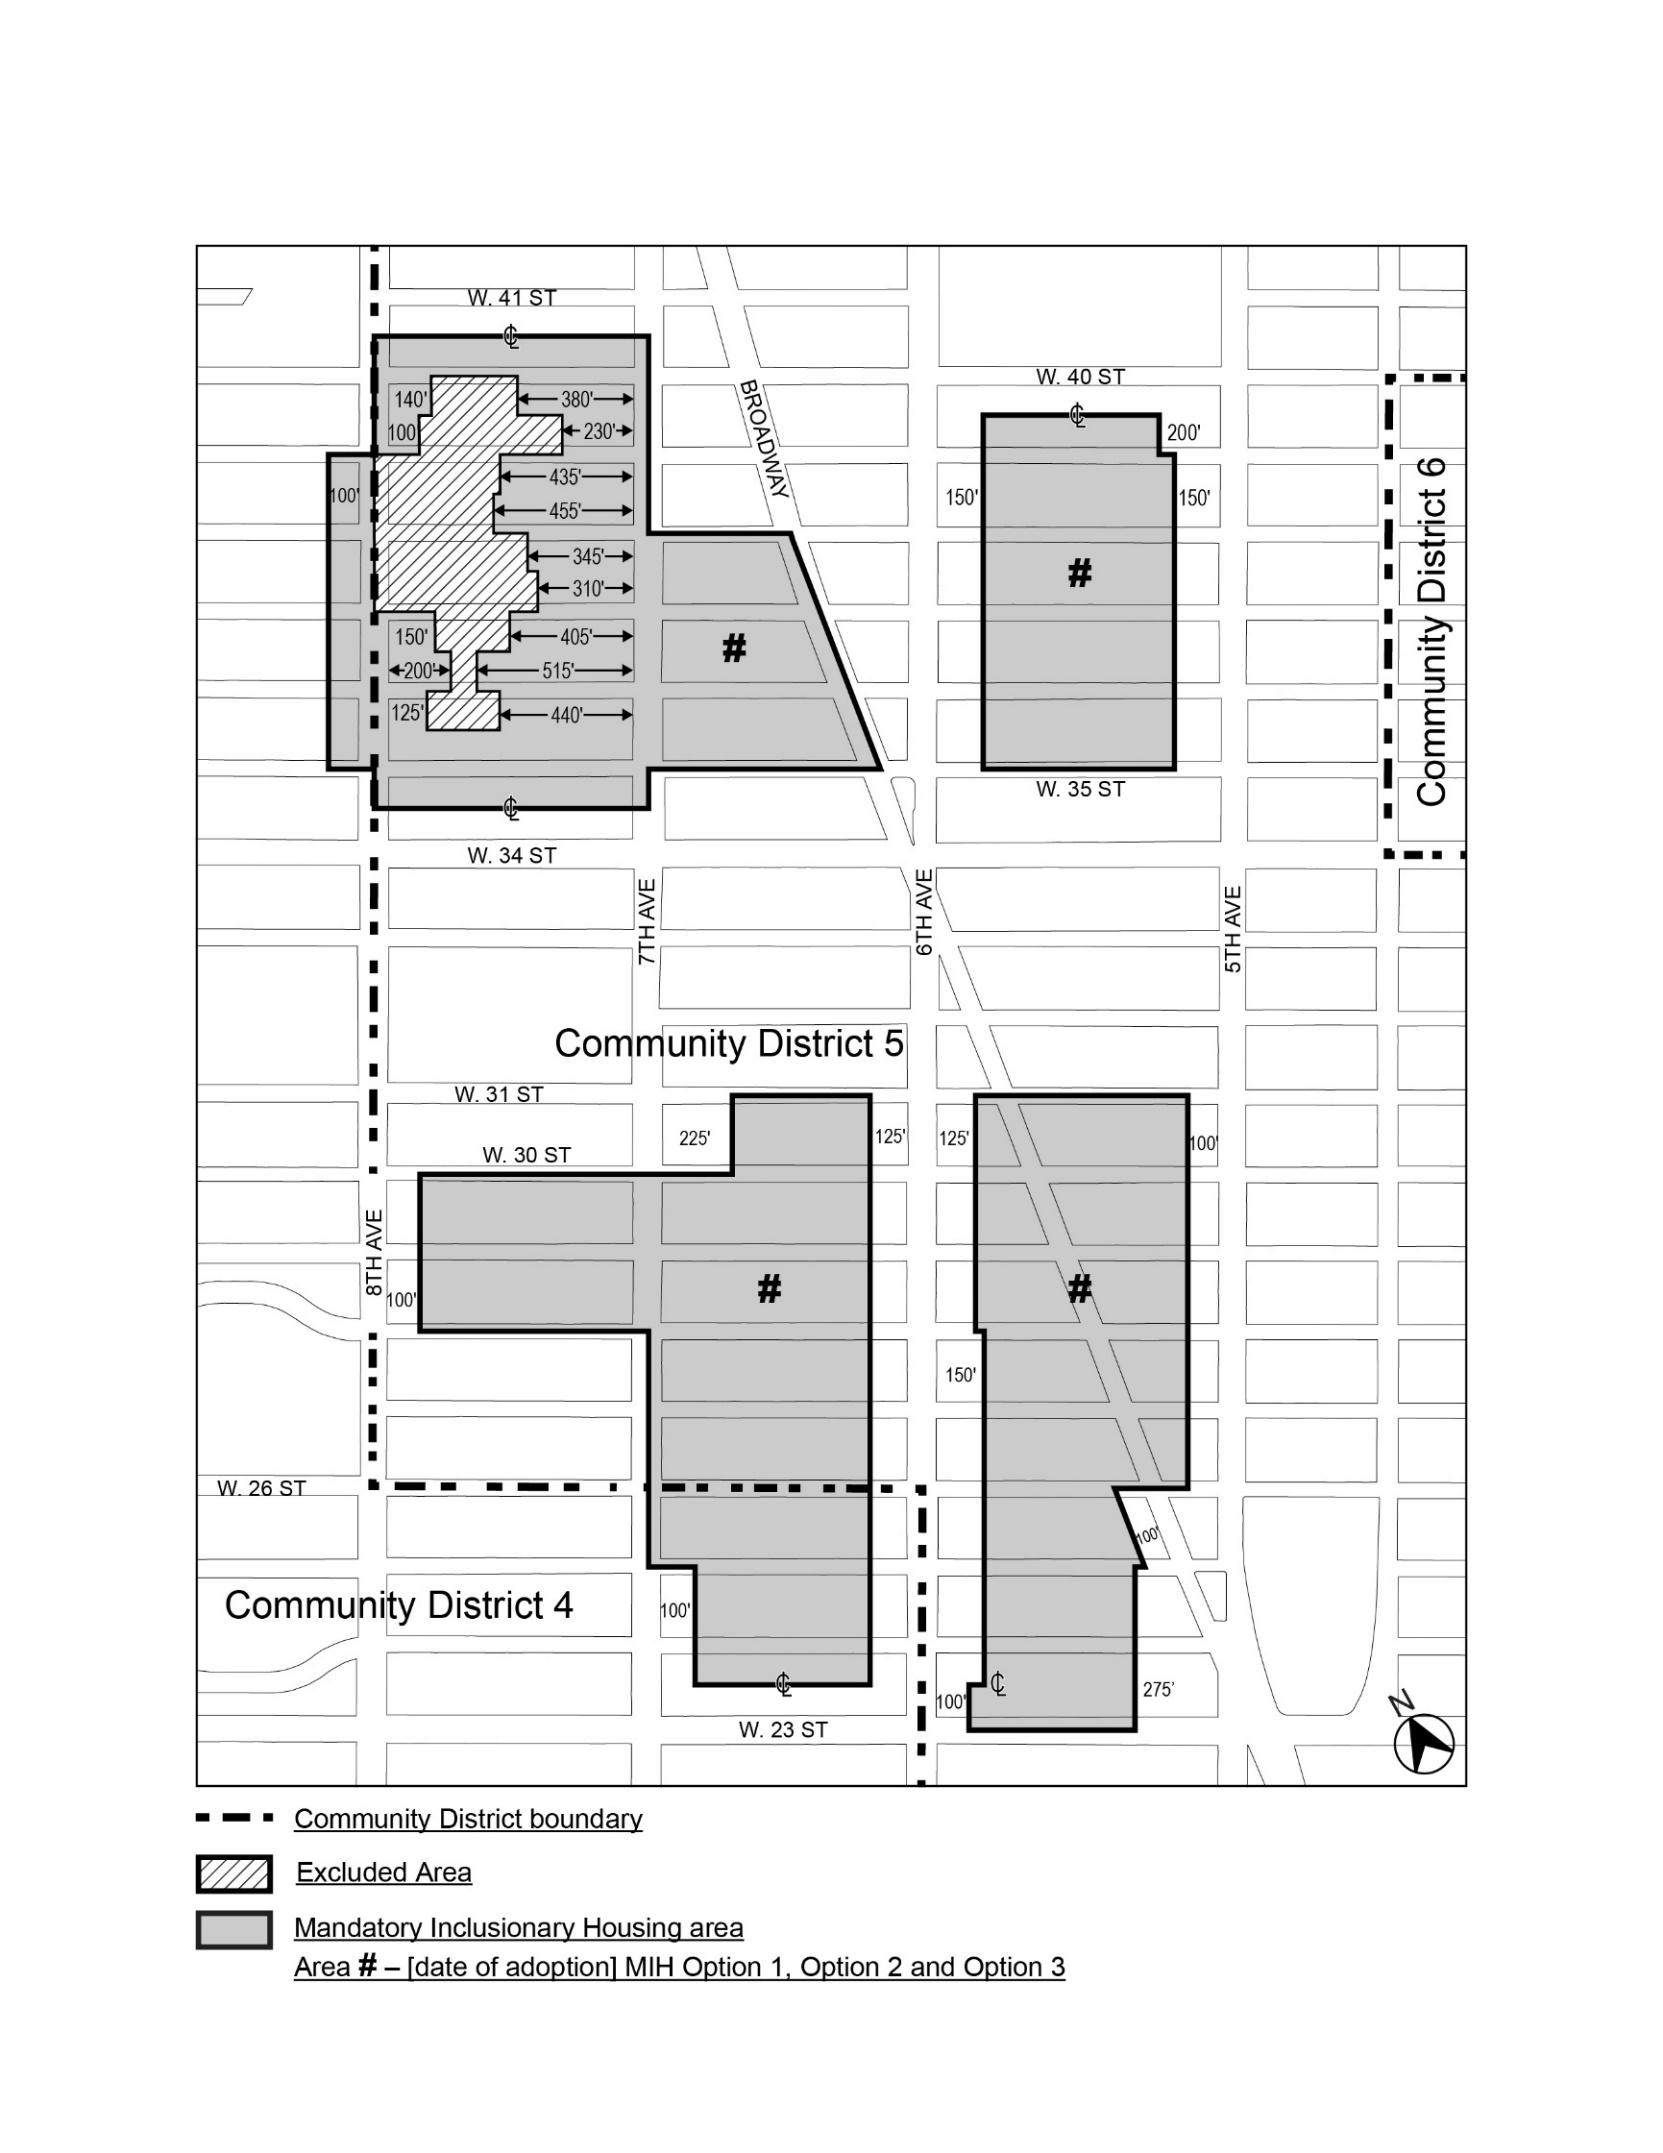 W. 41 ST
℄
W. 40 ST
140'
380'
BROADWAY
℄
100'
230'
200'
435'
100'
150'
150'
455'
345'
#
310'
Community District 6
150'
405'
#
200'
515'
125'
440'
W. 35 ST
℄
W. 34 ST
7TH AVE
6TH AVE
5TH AVE
Community District 5
W. 31 ST
225'
125'
125'
100'
W. 30 ST
8TH AVE
#
#
100'
150'
W. 26 ST
100'
Community District 4
100'
℄
℄
100'
275'
N
W. 23 ST
Community District boundary
Excluded Area
Mandatory Inclusionary Housing area
Area # – [date of adoption] MIH Option 1, Option 2 and Option 3